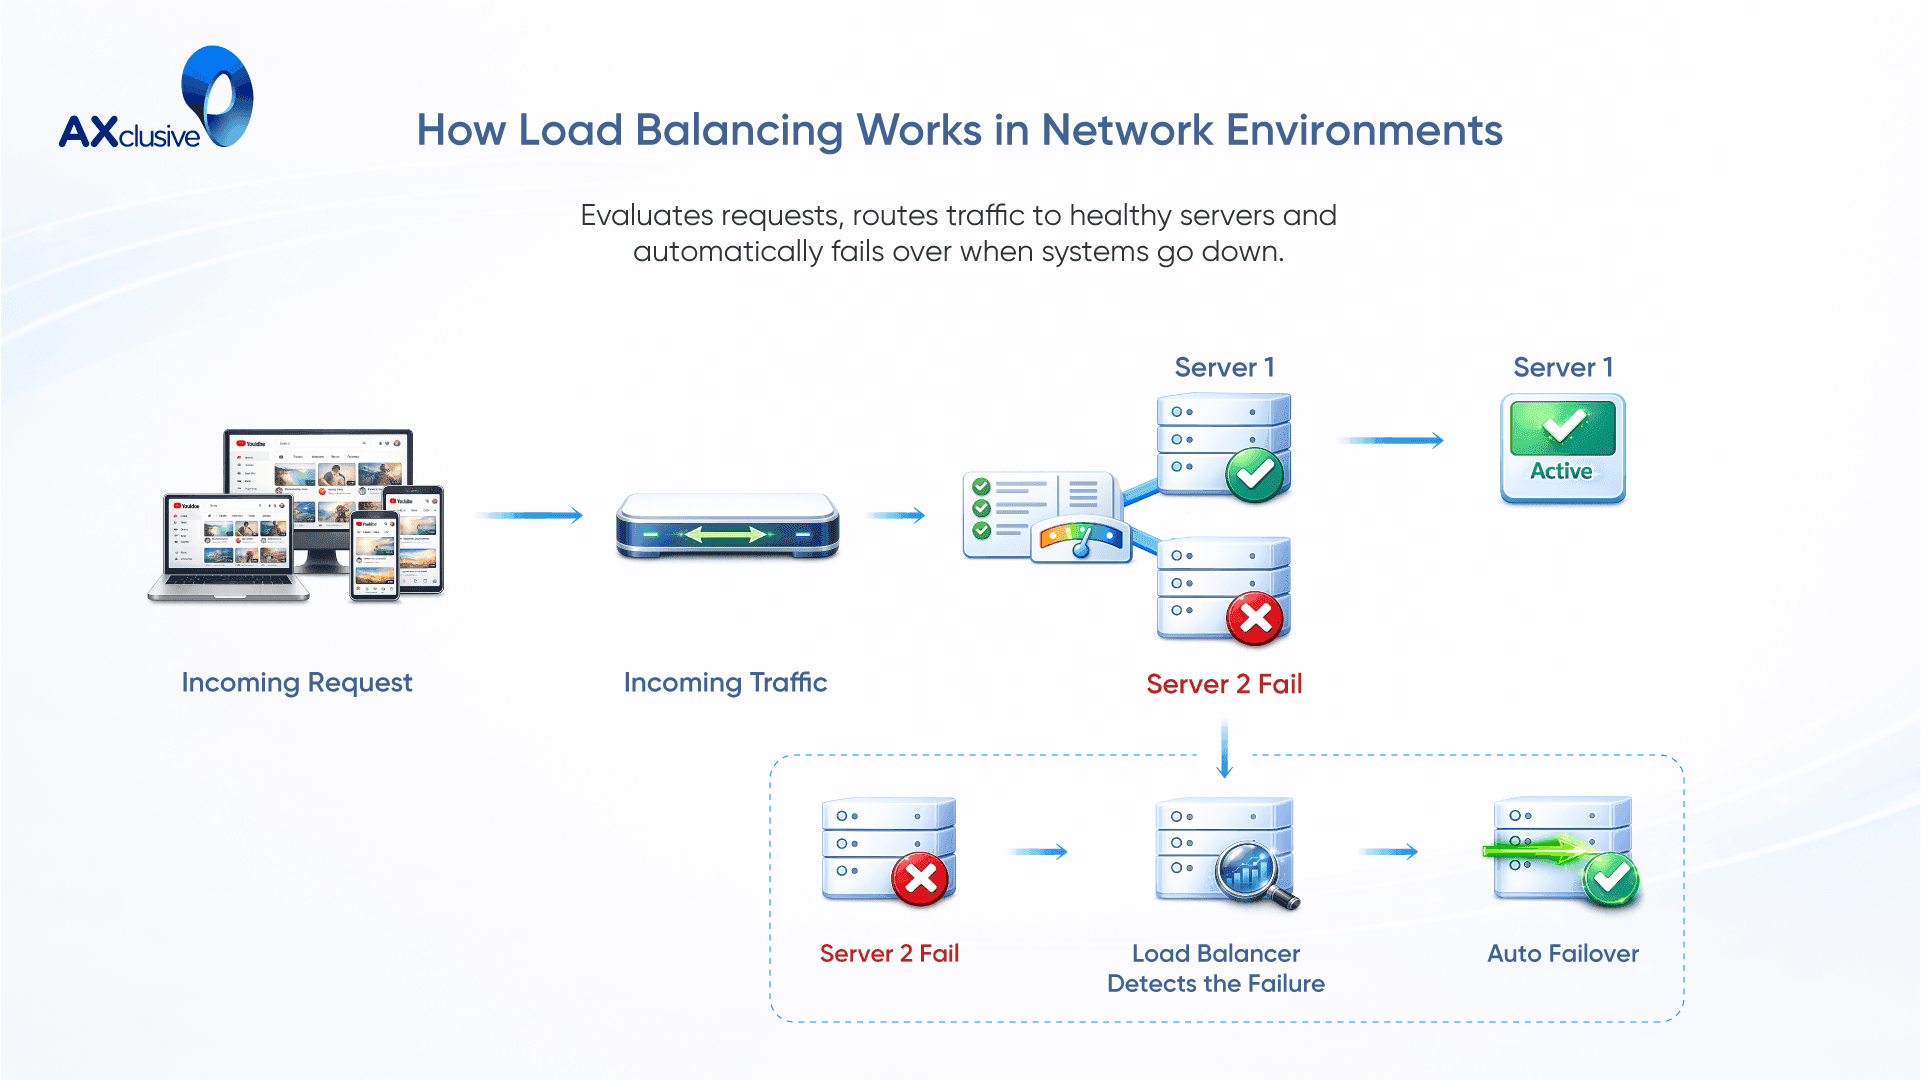 AXclusive
How Load Balancing Works in Network Environments
Evaluates requests, routes traffic to healthy servers and
automatically fails over when systems go down.
Server 1
Server 1
Active
Incoming Request
Incoming Traffic
Server 2 Fail
Server 2 Fail
Load Balancer
Detects the Failure
Auto Failover